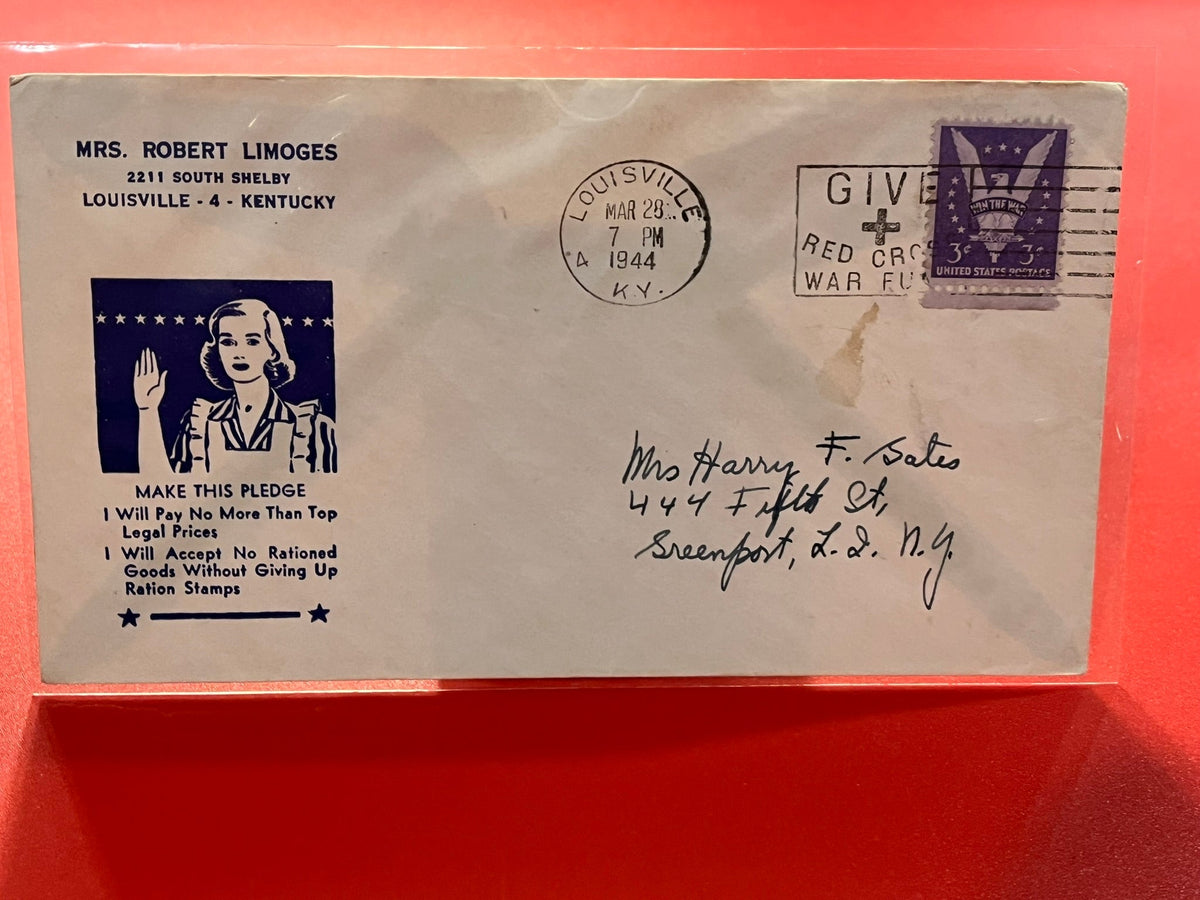 MRS. ROBERT LIMOGES
2211 SOUTH SHELBY
LOUISVILLE - 4 - KENTUCKY
LOUISVILLE
MAR 28
7 PM
4 1944
KY.
GIVE
RED CROS
WAR FU
WIN THE WAR
3¢ 3¢
UNITED STATES POSTAGE
MAKE THIS PLEDGE
I Will Pay No More Than Top
Legal Prices
I Will Accept No Rationed
Goods Without Giving Up
Ration Stamps
Mrs Harry F. Gates
444 Fifth St,
Greenport, L. I. N.Y.